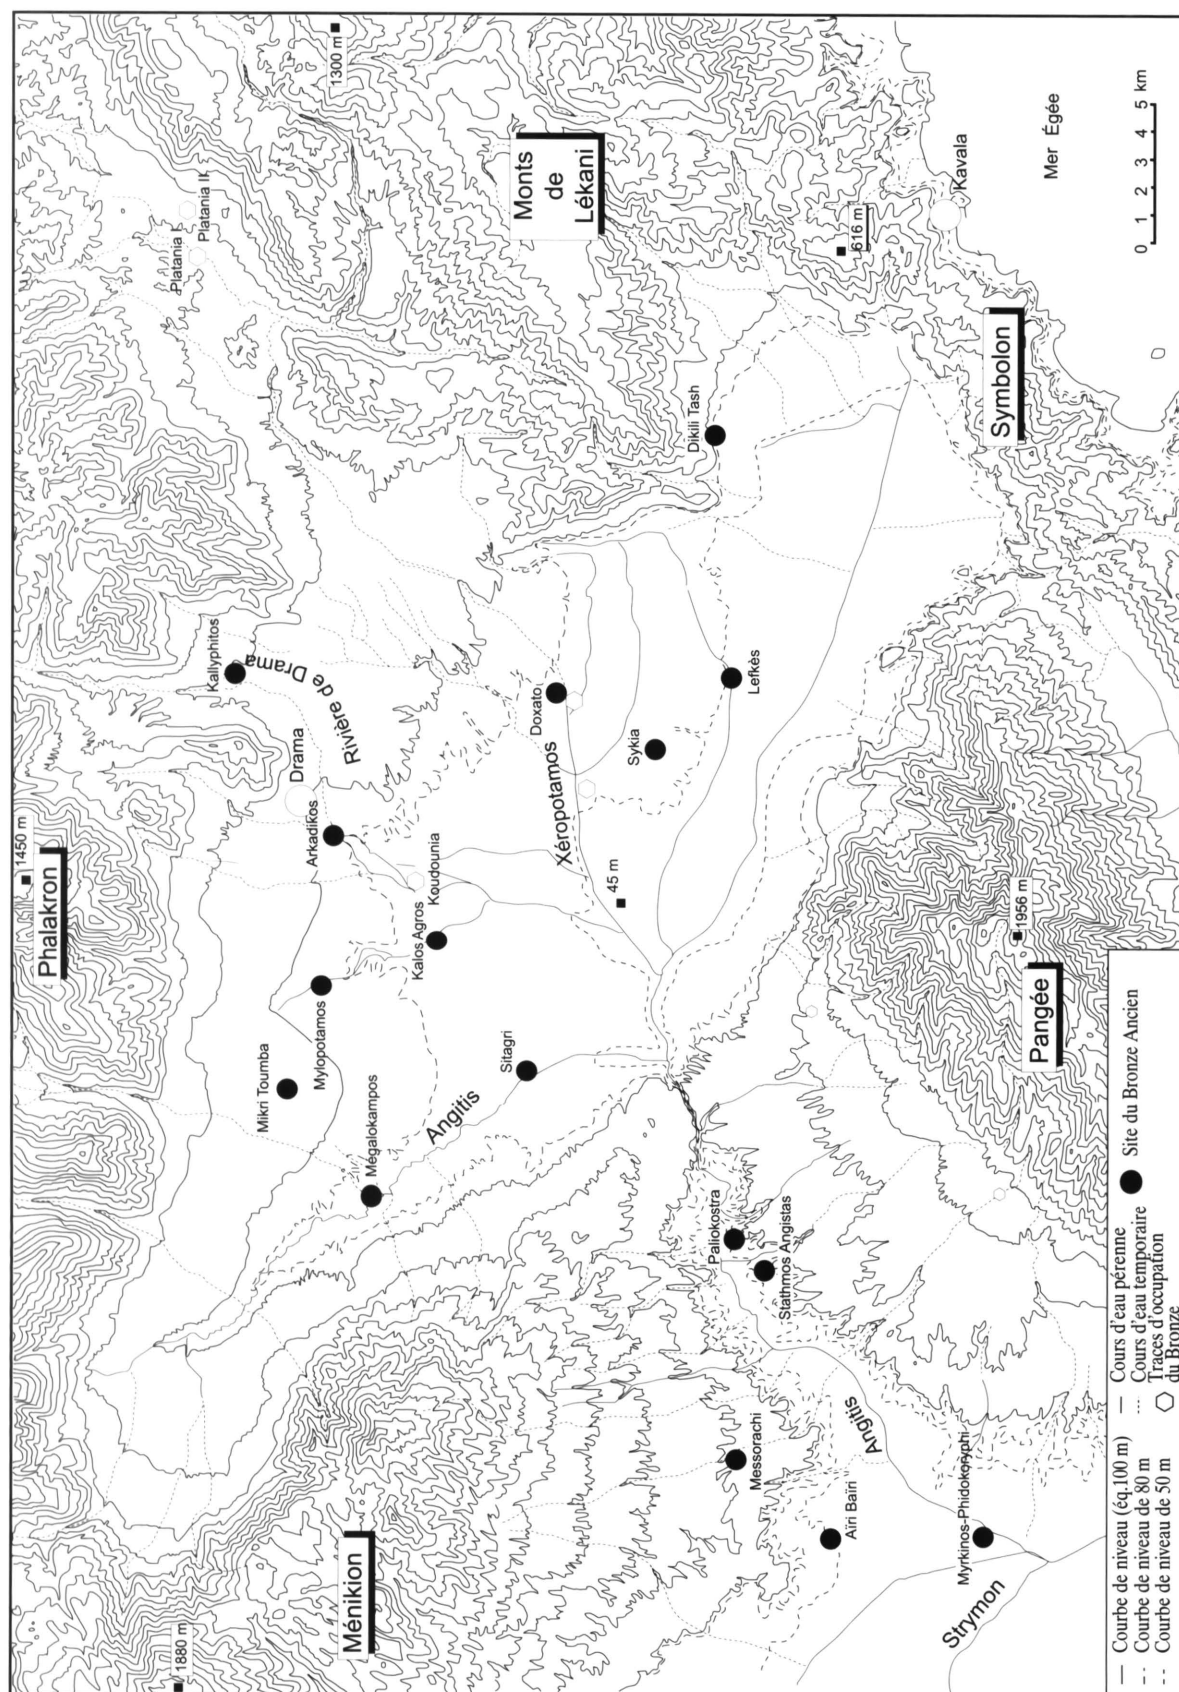 Phalakron
1450 m
1300 m
Platania I
Platania II
Monts
de
Lékani
Kallyphitos
Rivière de Drama
Drama
Arkadikos
Koudounia
Kalos Agros
Mylopotamos
Mikri Toumba
Mégalokampos
Angitis
Sitagri
Doxato
Xéropotamos
Sykia
Lefkès
45 m
Dikili Tash
616 m
Kavala
Mer Égée
0 1 2 3 4 5 km
Symbolon
1880 m
Ménikion
Paliokostra
Stathmos Angistas
Messorachi
Angitis
Aïri Baïri
Myrkinos-Phidokoryphi
Strymon
Pangée
1956 m
Courbe de niveau (éq.100 m)
Courbe de niveau de 80 m
Courbe de niveau de 50 m
Cours d'eau pérenne
Cours d'eau temporaire
Traces d'occupation
du Bronze
Site du Bronze Ancien